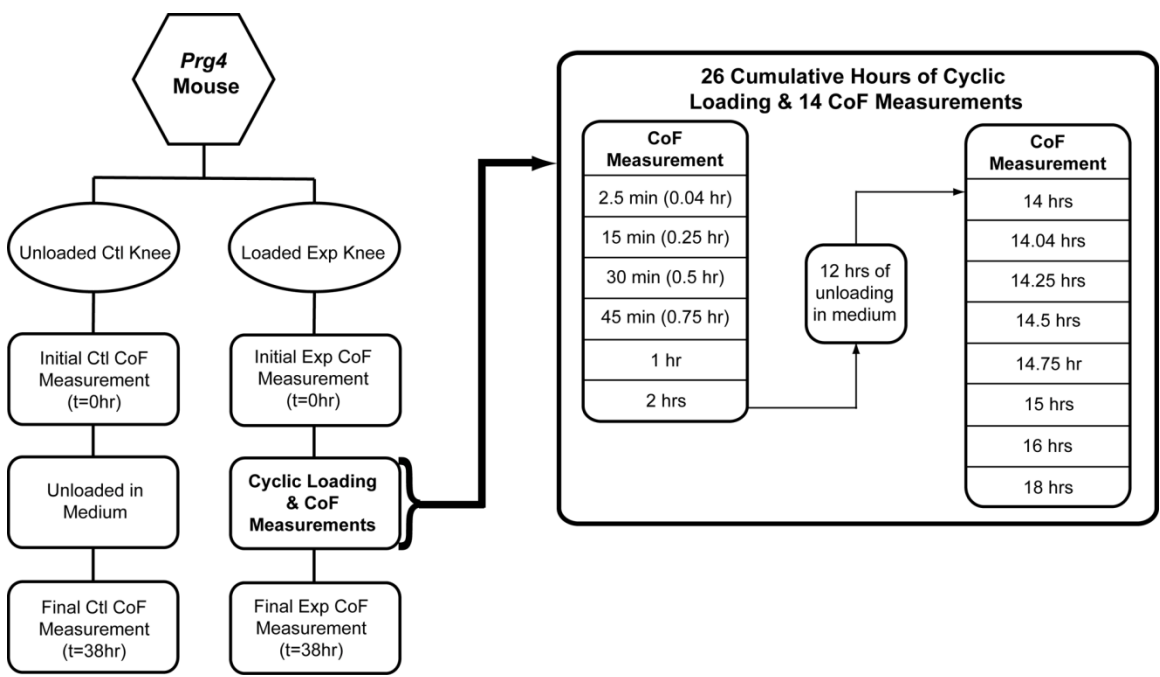 Prg4
Mouse
Unloaded Ctl Knee
Loaded Exp Knee
Initial Ctl CoF
Measurement
(t=0hr)
Initial Exp CoF
Measurement
(t=0hr)
Unloaded in
Medium
Cyclic Loading
& CoF
Measurements
Final Ctl CoF
Measurement
(t=38hr)
Final Exp CoF
Measurement
(t=38hr)
26 Cumulative Hours of Cyclic
Loading & 14 CoF Measurements
CoF
Measurement
2.5 min (0.04 hr)
15 min (0.25 hr)
30 min (0.5 hr)
45 min (0.75 hr)
1 hr
2 hrs
12 hrs of
unloading
in medium
CoF
Measurement
14 hrs
14.04 hrs
14.25 hrs
14.5 hrs
14.75 hr
15 hrs
16 hrs
18 hrs